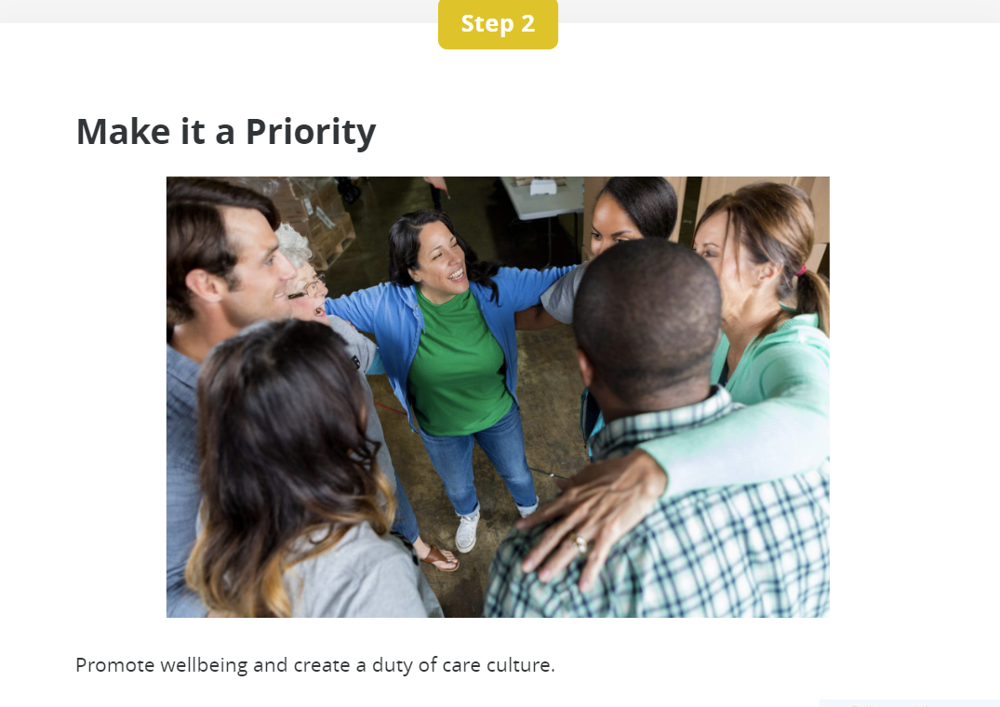 Step 2
Make it a Priority
Promote wellbeing and create a duty of care culture.